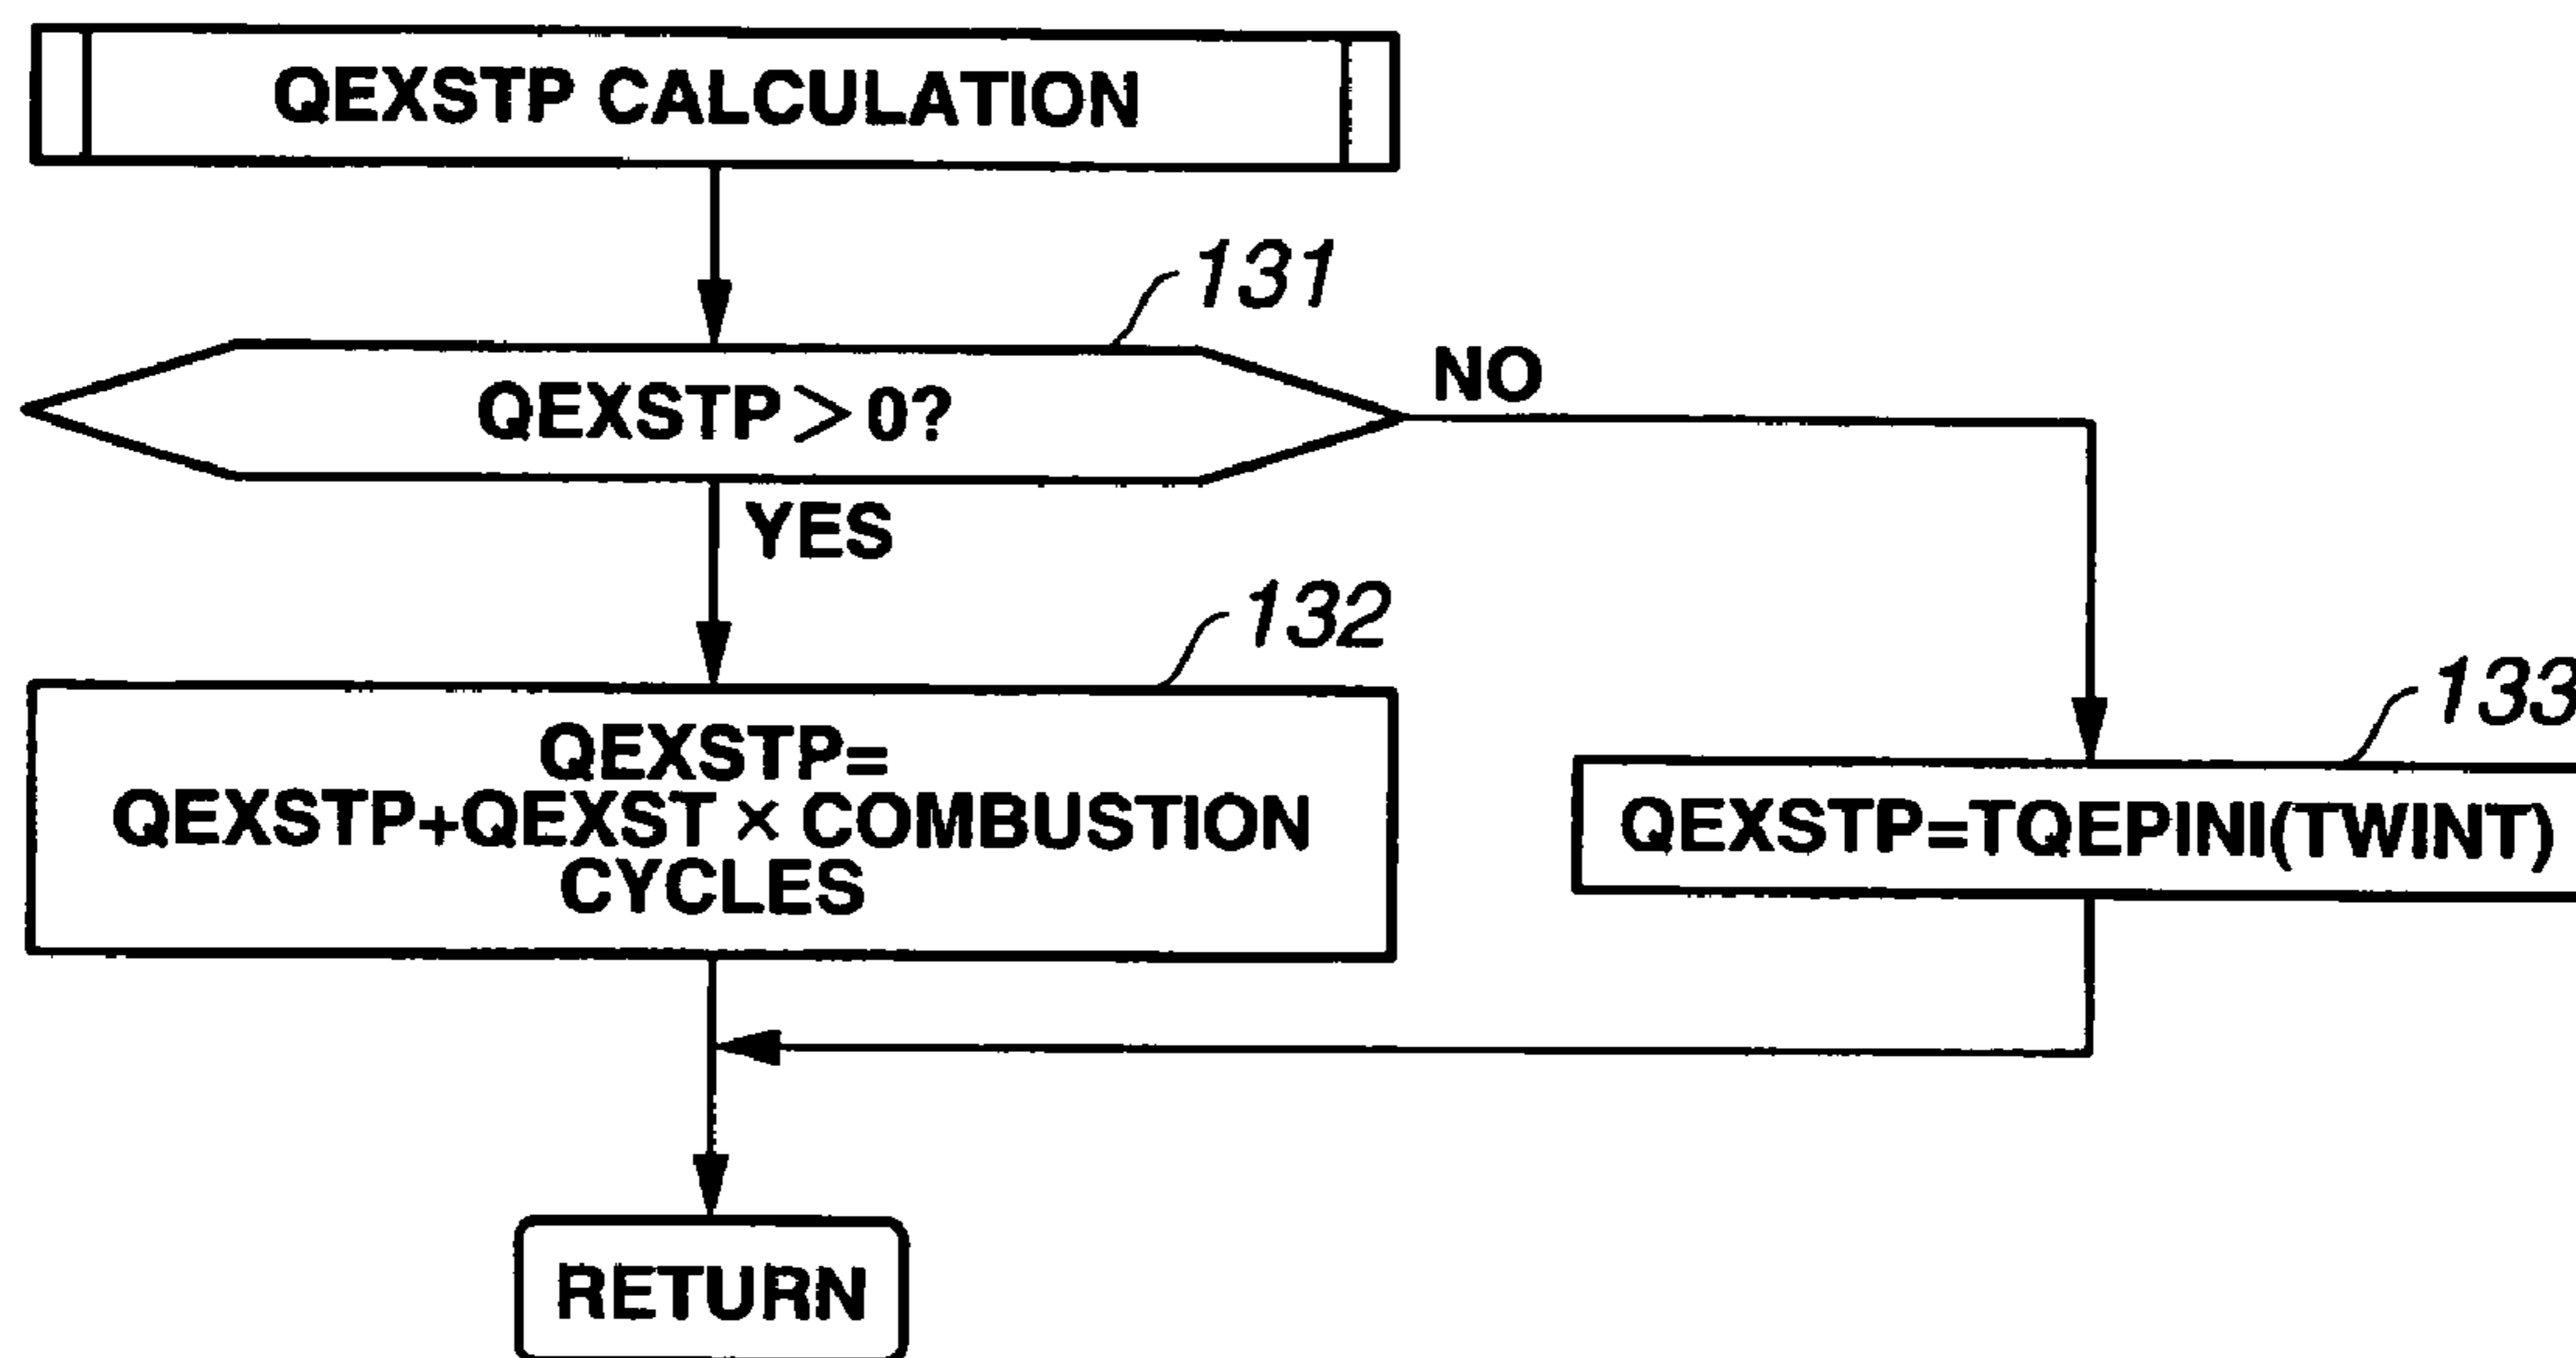 QEXSTP CALCULATION
131
QEXSTP>0?
NO
YES
132
QEXSTP=
QEXSTP+QEXST × COMBUSTION
CYCLES
133
QEXSTP=TQEPINI(TWINT)
RETURN